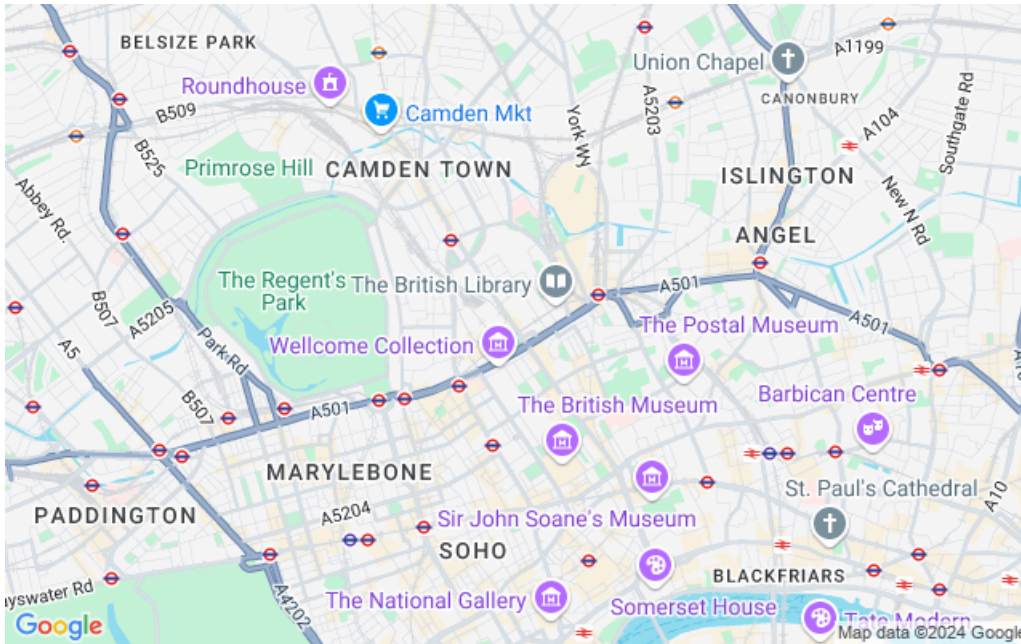 BELSIZE PARK
A1199
Union Chapel
Roundhouse
CANONBURY
B509
Camden Mkt
York Wy
A5203
A104
Southgate Rd
B525
Primrose Hill
CAMDEN TOWN
ISLINGTON
New N Rd
Abbey Rd.
ANGEL
The Regent's
Park
The British Library
A501
B507
A5205
A501
The Postal Museum
Park Rd
Wellcome Collection
A5
Barbican Centre
B507
A501
The British Museum
MARYLEBONE
St. Paul's Cathedral
A10
PADDINGTON
A5204
Sir John Soane's Museum
SOHO
BLACKFRIARS
yswater Rd
A4202
The National Gallery
Somerset House
Tate Modern
Google
Map data ©2024 Google